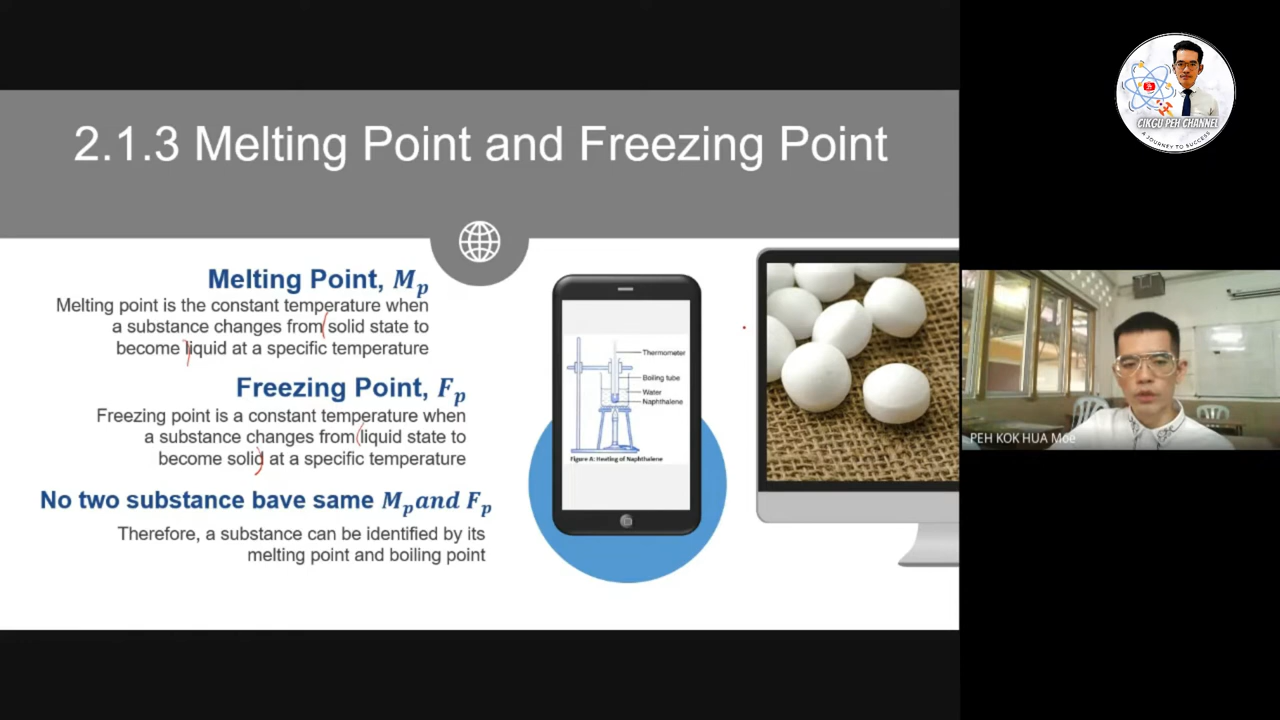 2.1.3 Melting Point and Freezing Point
Melting Point, Mp
Melting point is the constant temperature when
a substance changes from solid state to
become liquid at a specific temperature
Freezing Point, Fp
Freezing point is a constant temperature when
a substance changes from liquid state to
become solid at a specific temperature
No two substance bave same Mp and Fp
Therefore, a substance can be identified by its
melting point and boiling point
Thermometer
Boiling tube
Water
Naphthalene
Figure A: Heating of Naphthalene
CIKGU PEH CHANNEL
A JOURNEY TO SUCCESS
PEH KOK HUA Moe